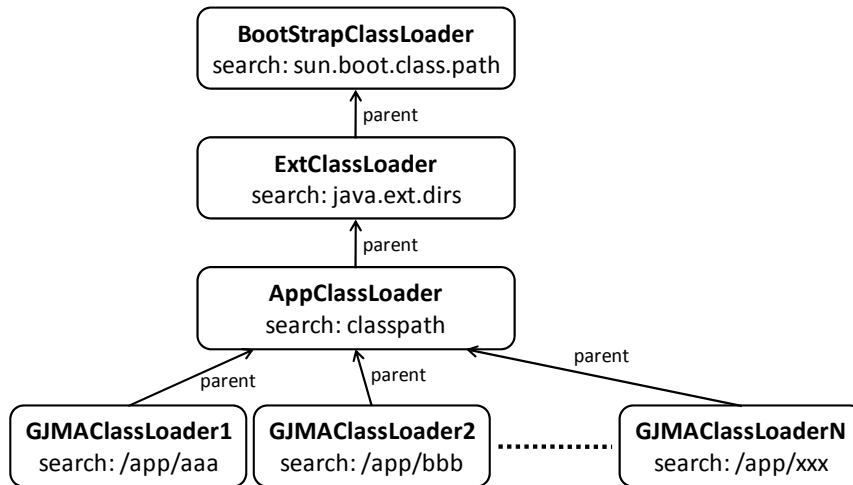 BootStrapClassLoader
search: sun.boot.class.path
parent
ExtClassLoader
search: java.ext.dirs
parent
AppClassLoader
search: classpath
parent
parent
parent
GJMAClassLoader1
search: /app/aaa
GJMAClassLoader2
search: /app/bbb
GJMAClassLoaderN
search: /app/xxx